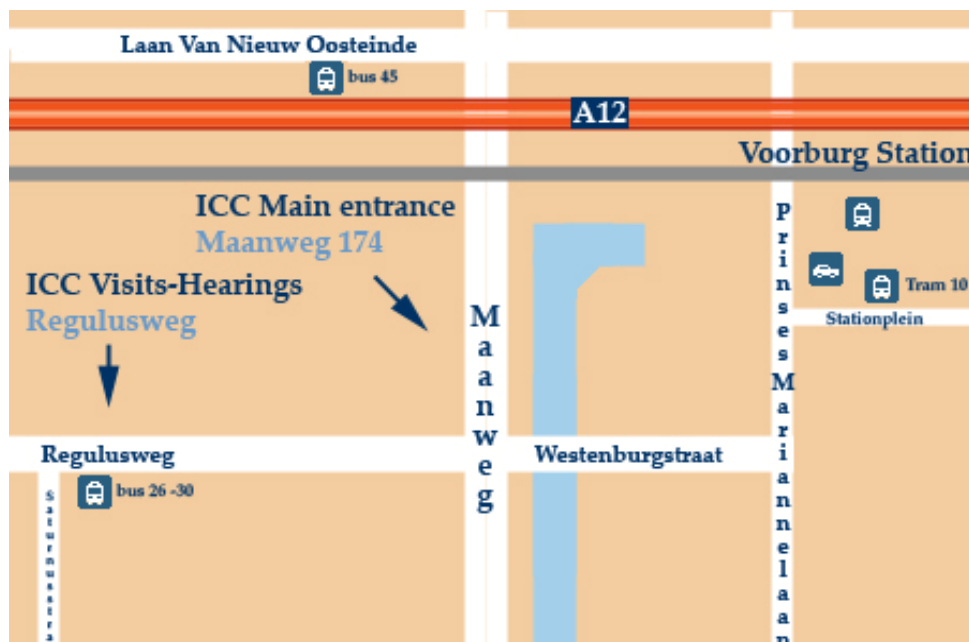 Laan Van Nieuw Oosteinde
bus 45
A12
Voorburg Station
ICC Main entrance
Maanweg 174
ICC Visits-Hearings
Regulusweg
Maanweg
Prinses Mariannelaan
Tram 10
Stationplein
Regulusweg
Westenburgstraat
bus 26 -30
Saturnusstra